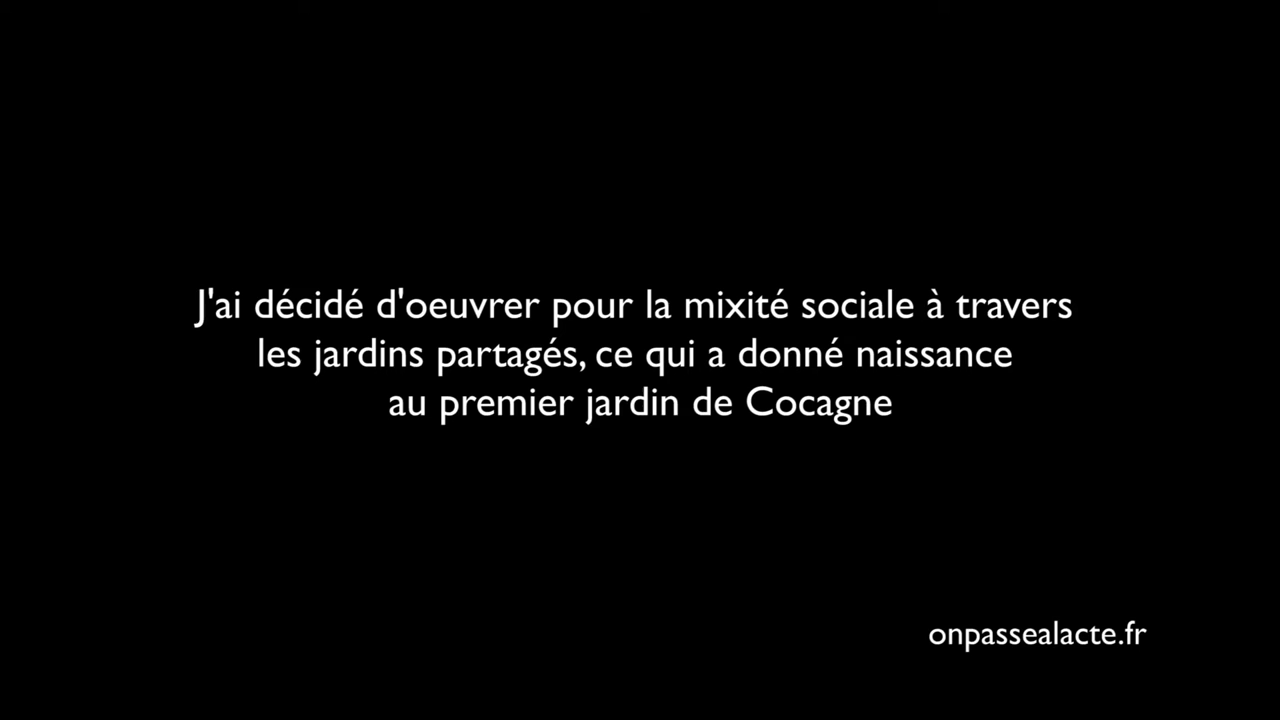 J'ai décidé d'oeuvrer pour la mixité sociale à travers
les jardins partagés, ce qui a donné naissance
au premier jardin de Cocagne
onpassealacte.fr